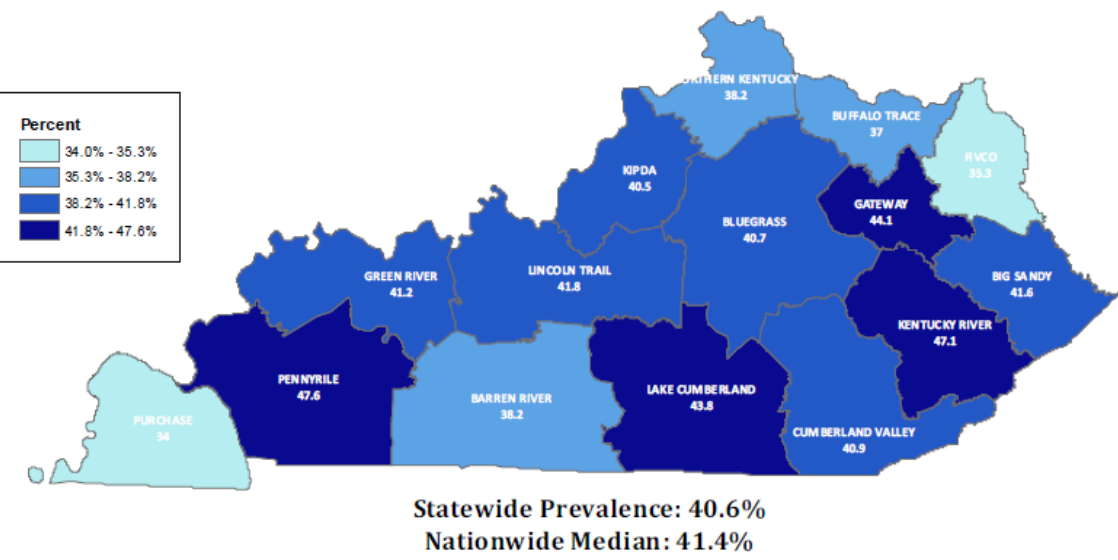 Percent
34.0% - 35.3%
35.3% - 38.2%
38.2% - 41.8%
41.8% - 47.6%
NORTHERN KENTUCKY
38.2
BUFFALO TRACE
37
FIVCO
35.3
KIPDA
40.5
GATEWAY
44.1
BLUEGRASS
40.7
GREEN RIVER
41.2
LINCOLN TRAIL
41.8
BIG SANDY
41.6
KENTUCKY RIVER
47.1
PENNYRILE
47.6
BARREN RIVER
38.2
LAKE CUMBERLAND
43.8
PURCHASE
34
CUMBERLAND VALLEY
40.9
Statewide Prevalence: 40.6%
Nationwide Median: 41.4%